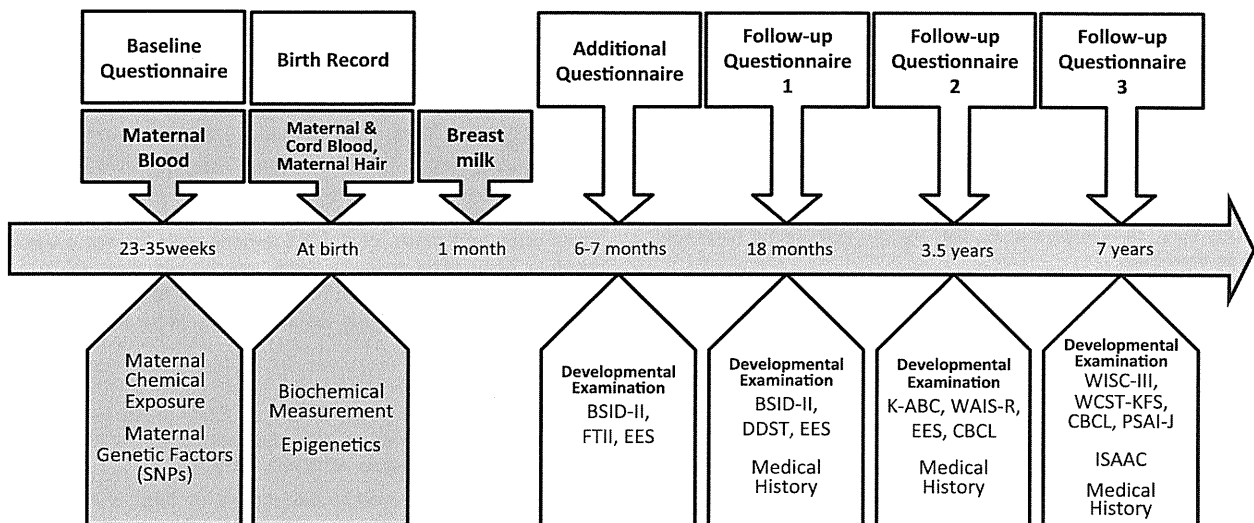 Baseline
Questionnaire
Birth Record
Additional
Questionnaire
Follow-up
Questionnaire
1
Follow-up
Questionnaire
2
Follow-up
Questionnaire
3
Maternal
Blood
Maternal &
Cord Blood,
Maternal Hair
Breast
milk
23-35weeks
At birth
1 month
6-7 months
18 months
3.5 years
7 years
Maternal
Chemical
Exposure
Maternal
Genetic Factors
(SNPs)
Biochemical
Measurement
Epigenetics
Developmental
Examination
BSID-II,
FTII, EES
Developmental
Examination
BSID-II,
DDST, EES
Medical
History
Developmental
Examination
K-ABC, WAIS-R,
EES, CBCL
Medical
History
Developmental
Examination
WISC-III,
WCST-KFS,
CBCL, PSAI-J
ISAAC
Medical
History